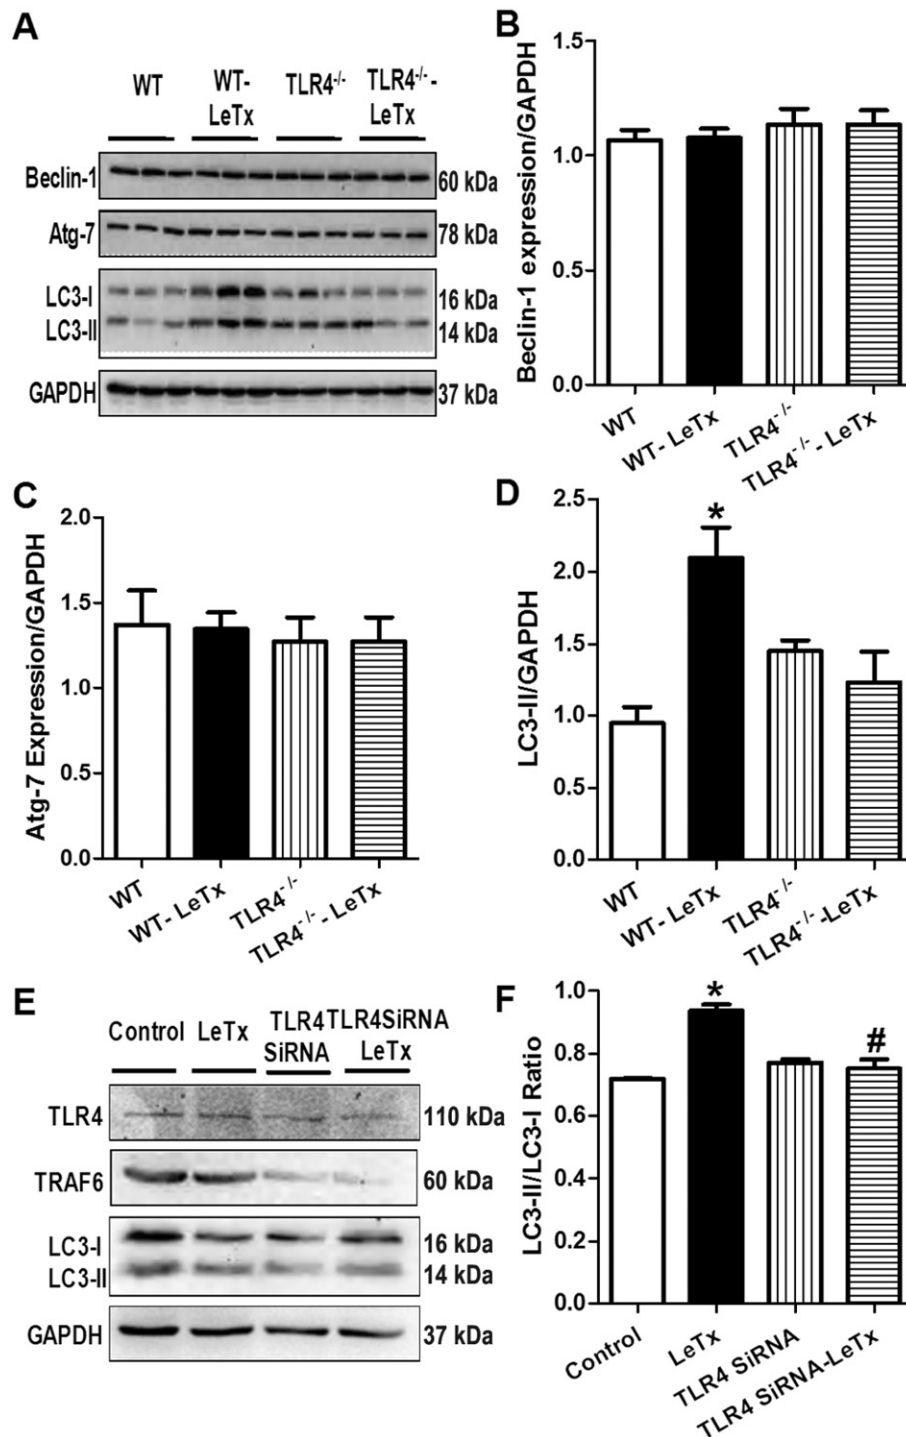 A
WT
WT-
LeTx
TLR4-/-
TLR4-/--
LeTx
Beclin-1
60 kDa
Atg-7
78 kDa
LC3-I
16 kDa
LC3-II
14 kDa
GAPDH
37 kDa
B
Beclin-1 expression/GAPDH
1.5
1.0
0.5
0.0
WT
WT- LeTx
TLR4-/-
TLR4-/-- LeTx
C
Atg-7 Expression/GAPDH
2.0
1.5
1.0
0.5
0.0
WT
WT- LeTx
TLR4-/-
TLR4-/-- LeTx
D
LC3-II/GAPDH
2.5
2.0
1.5
1.0
0.5
0.0
*
WT
WT- LeTx
TLR4-/-
TLR4-/--LeTx
E
Control
LeTx
TLR4
SiRNA
TLR4SiRNA
LeTx
TLR4
110 kDa
TRAF6
60 kDa
LC3-I
16 kDa
LC3-II
14 kDa
GAPDH
37 kDa
F
LC3-II/LC3-I Ratio
1.0
0.8
0.6
0.4
0.2
0.0
*
#
Control
LeTx
TLR4 SiRNA
TLR4 SiRNA-LeTx